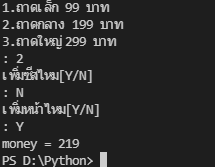 1.ถาดเล็ก 99 บาท
2.ถาดกลาง 199 บาท
3.ถาดใหญ่ 299 บาท
: 2
เพิ่มชีสไหม[Y/N]
: N
เพิ่มหน้าไหม[Y/N]
: Y
money = 219
PS D:\Python>